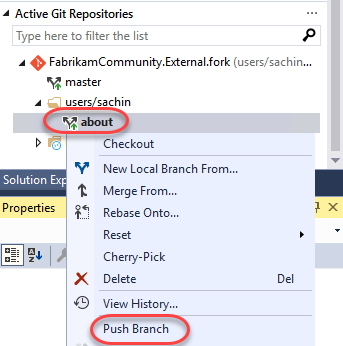 Active Git Repositories
Type here to filter the list
FabrikamCommunity.External.fork (users/sachin...
master
users/sachin
about
Checkout
New Local Branch From...
Merge From...
Rebase Onto...
Reset
Cherry-Pick
Delete Del
View History...
Push Branch
Solution Exp
Properties